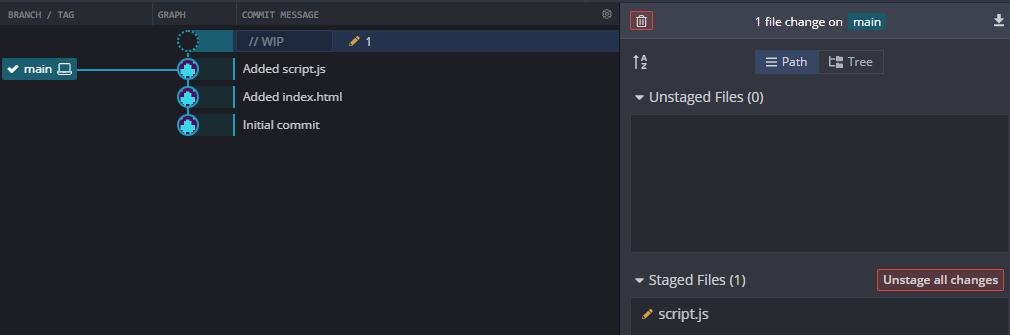 BRANCH / TAG
GRAPH
COMMIT MESSAGE
// WIP
1
main
Added script.js
Added index.html
Initial commit
1 file change on main
A Z
Path
Tree
Unstaged Files (0)
Staged Files (1)
Unstage all changes
script.js